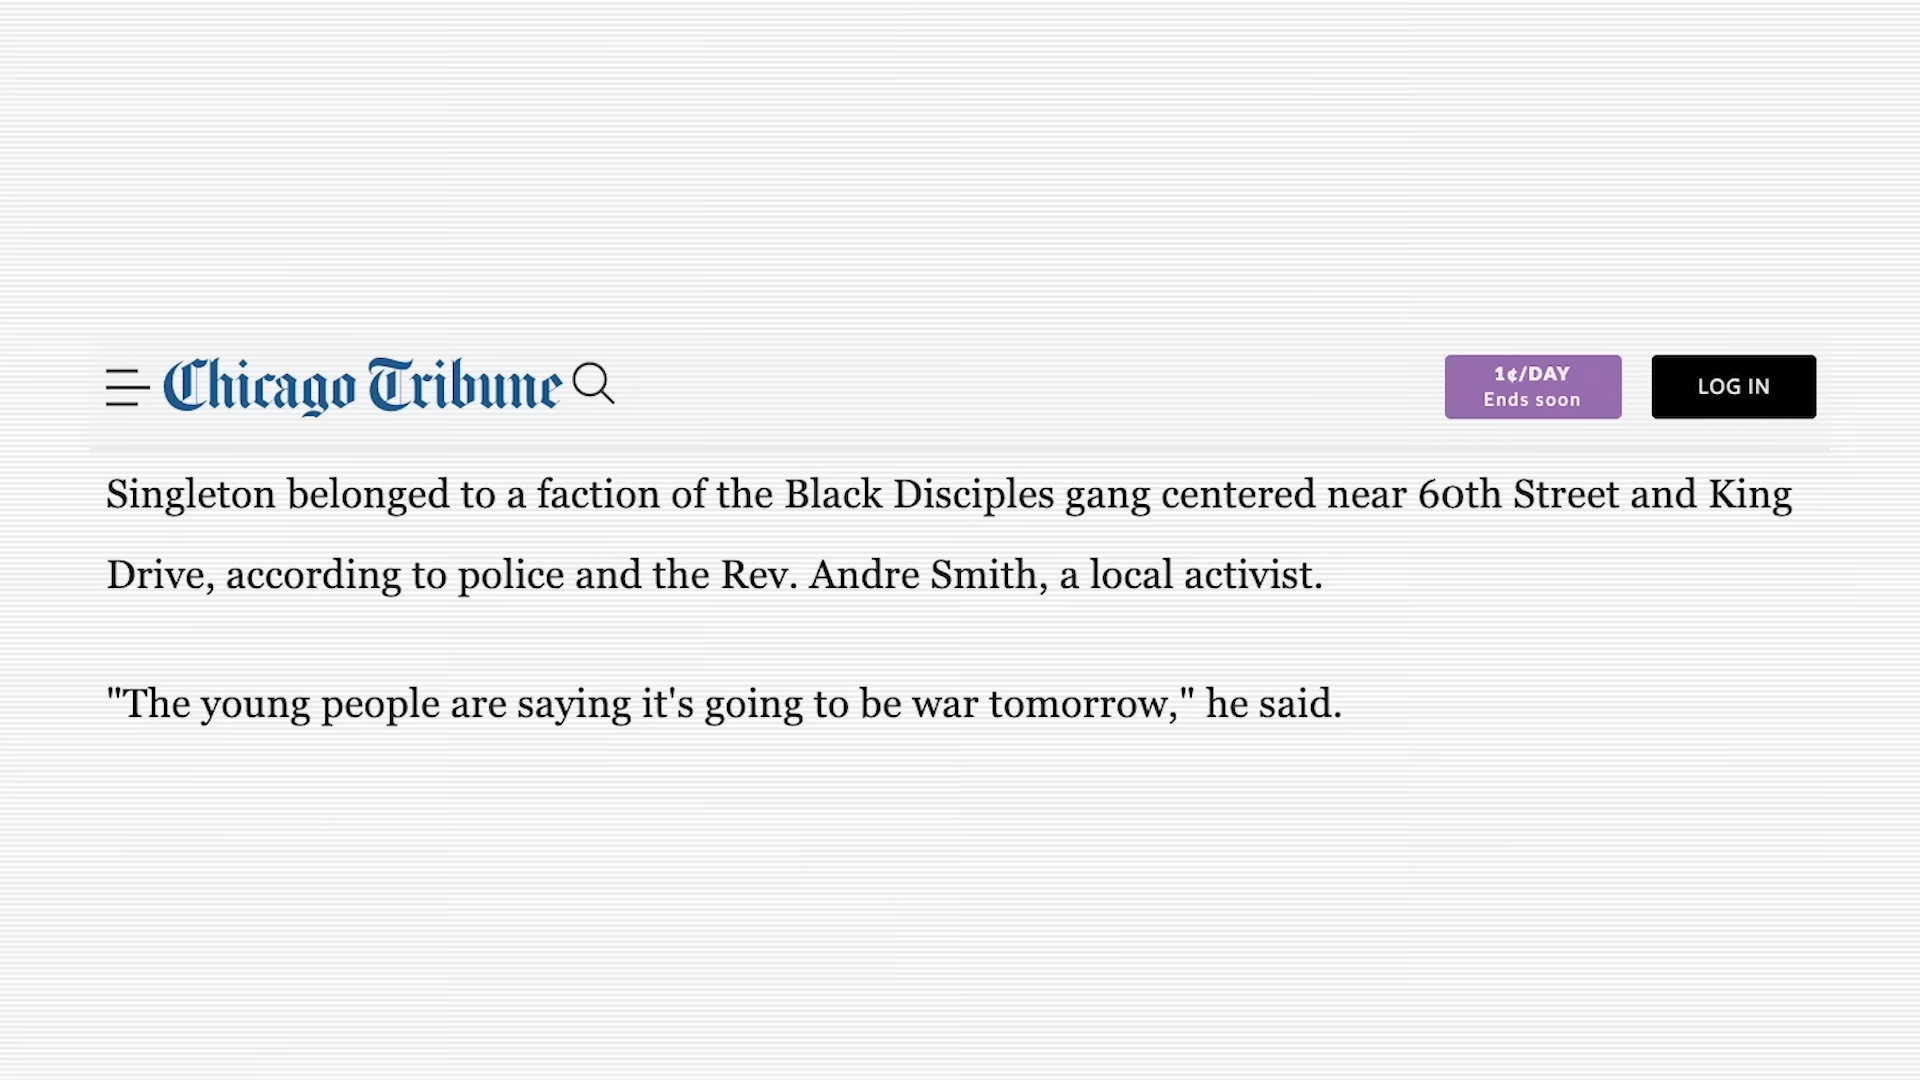 Chicago Tribune
1¢/DAY
Ends soon
LOG IN
Singleton belonged to a faction of the Black Disciples gang centered near 60th Street and King
Drive, according to police and the Rev. Andre Smith, a local activist.
"The young people are saying it's going to be war tomorrow," he said.